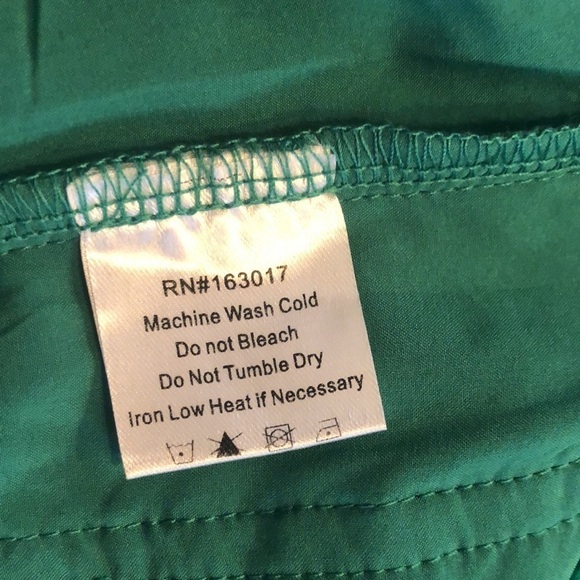 RN#163017
Machine Wash Cold
Do not Bleach
Do Not Tumble Dry
Iron Low Heat if Necessary